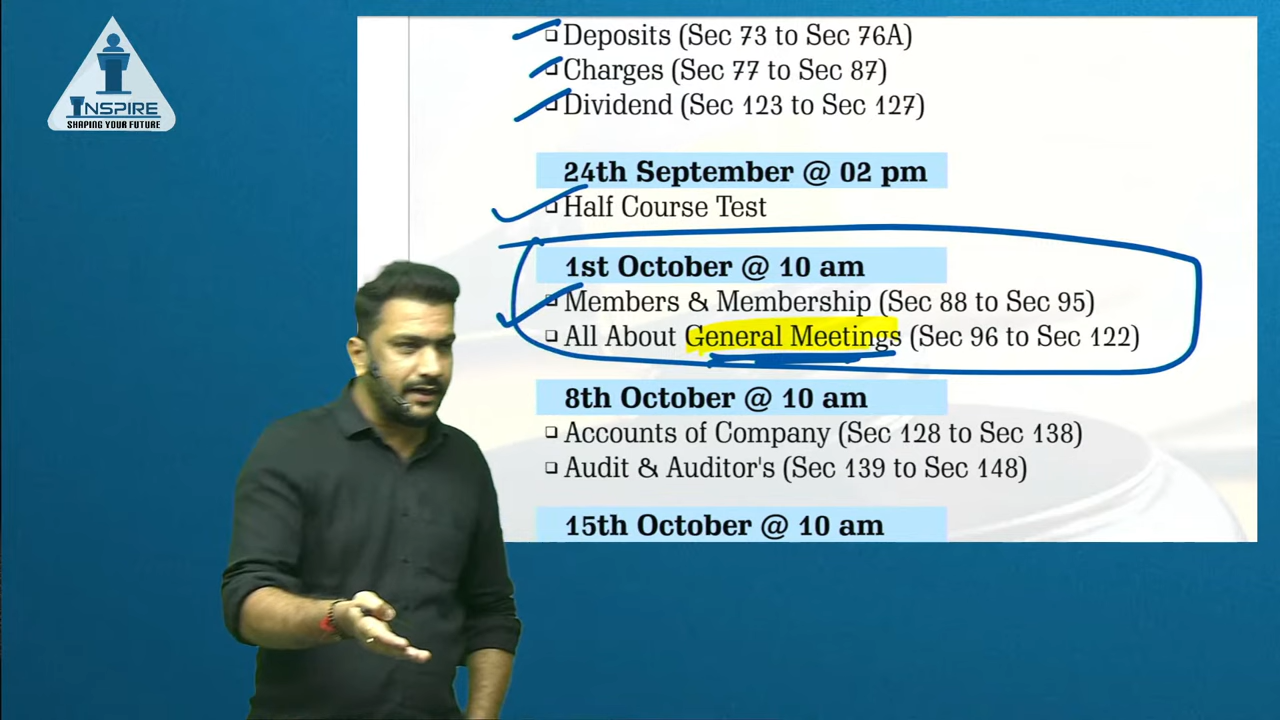 INSPIRE
SHAPING YOUR FUTURE
Deposits (Sec 73 to Sec 76A)
Charges (Sec 77 to Sec 87)
Dividend (Sec 123 to Sec 127)
24th September @ 02 pm
Half Course Test
1st October @ 10 am
Members & Membership (Sec 88 to Sec 95)
All About General Meetings (Sec 96 to Sec 122)
8th October @ 10 am
Accounts of Company (Sec 128 to Sec 138)
Audit & Auditor's (Sec 139 to Sec 148)
15th October @ 10 am